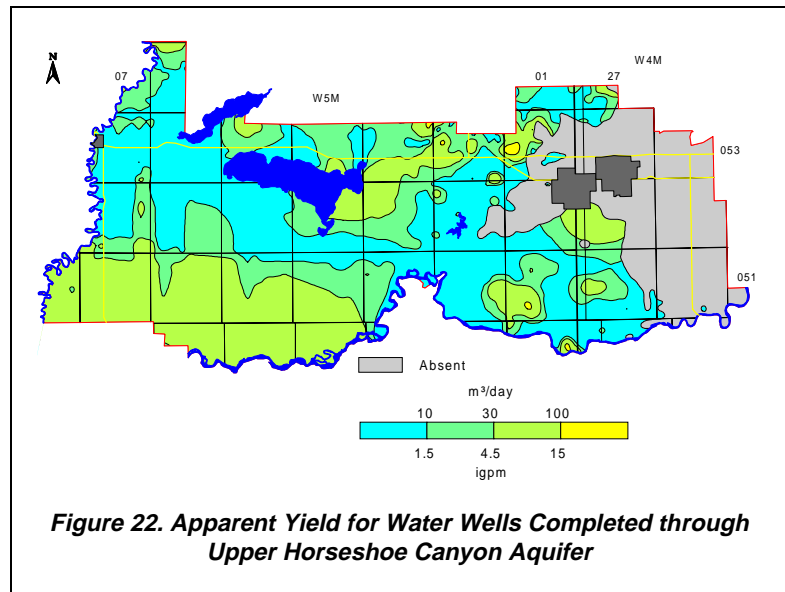 N
07
W5M
01
27
W4M
053
051
Absent
m³/day
10 30 100
1.5 4.5 15
igpm
Figure 22. Apparent Yield for Water Wells Completed through
Upper Horseshoe Canyon Aquifer